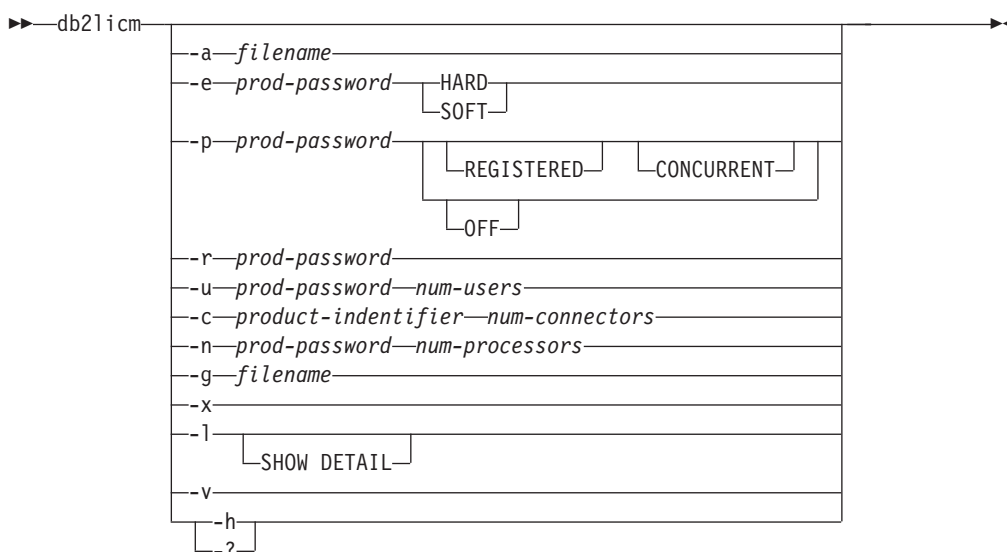 db2licm
-a filename
-e prod-password HARD
SOFT
-p prod-password
REGISTERED CONCURRENT
OFF
-r prod-password
-u prod-password num-users
-c product-indentifier num-connectors
-n prod-password num-processors
-g filename
-x
-l
SHOW DETAIL
-v
-h
-?